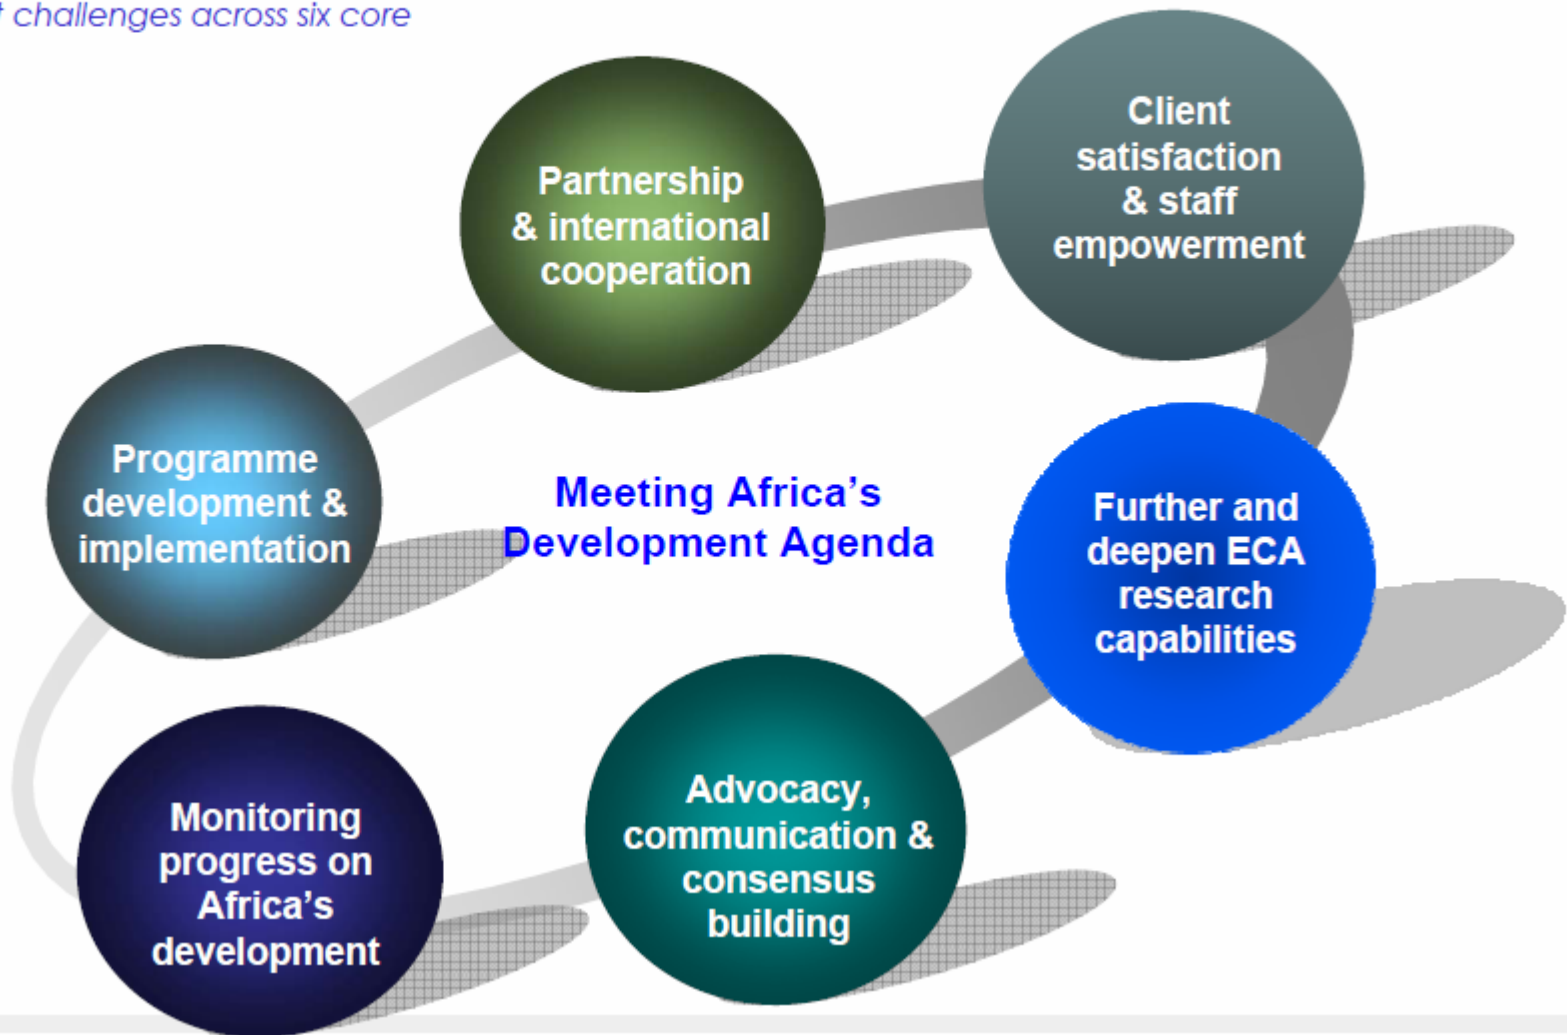 challenges across six core
Partnership
& international
cooperation
Client
satisfaction
& staff
empowerment
Programme
development &
implementation
Meeting Africa's
Development Agenda
Further and
deepen ECA
research
capabilities
Monitoring
progress on
Africa's
development
Advocacy,
communication &
consensus
building